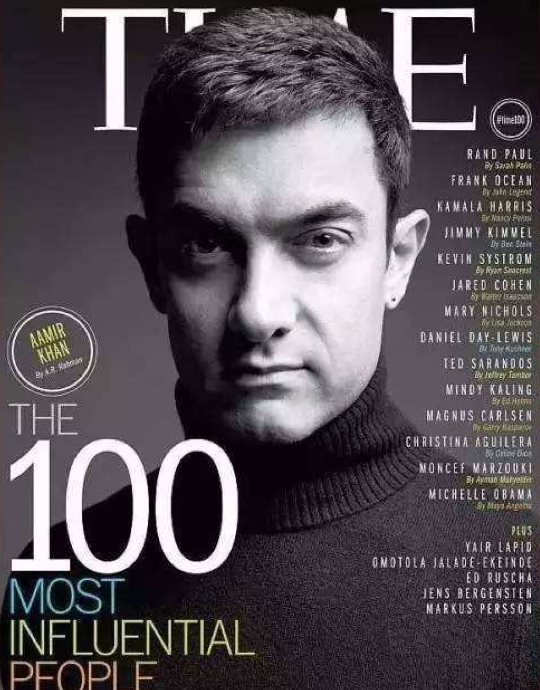 TIME
#time100
RAND PAUL
By Sarah Palin
FRANK OCEAN
By John Legend
KAMALA HARRIS
By Nancy Pelosi
JIMMY KIMMEL
By Ben Stein
KEVIN SYSTROM
By Ryan Seacrest
JARED COHEN
By Walter Isaacson
MARY NICHOLS
By Lisa Jackson
DANIEL DAY-LEWIS
By Tony Kushner
TED SARANDOS
By Jeffrey Tambor
MINDY KALING
By Ed Helms
MAGNUS CARLSEN
By Garry Kasparov
CHRISTINA AGUILERA
By Celine Dion
MONCEF MARZOUKI
By Ayman Mohyeldin
MICHELLE OBAMA
By Maya Angelou
PLUS
YAIR LAPID
OMOTOLA JALADE-EKEINDE
ED RUSCHA
JENS BERGENSTEN
MARKUS PERSSON
AAMIR
KHAN
By A.R. Rahman
THE
100
MOST
INFLUENTIAL
PEOPLE